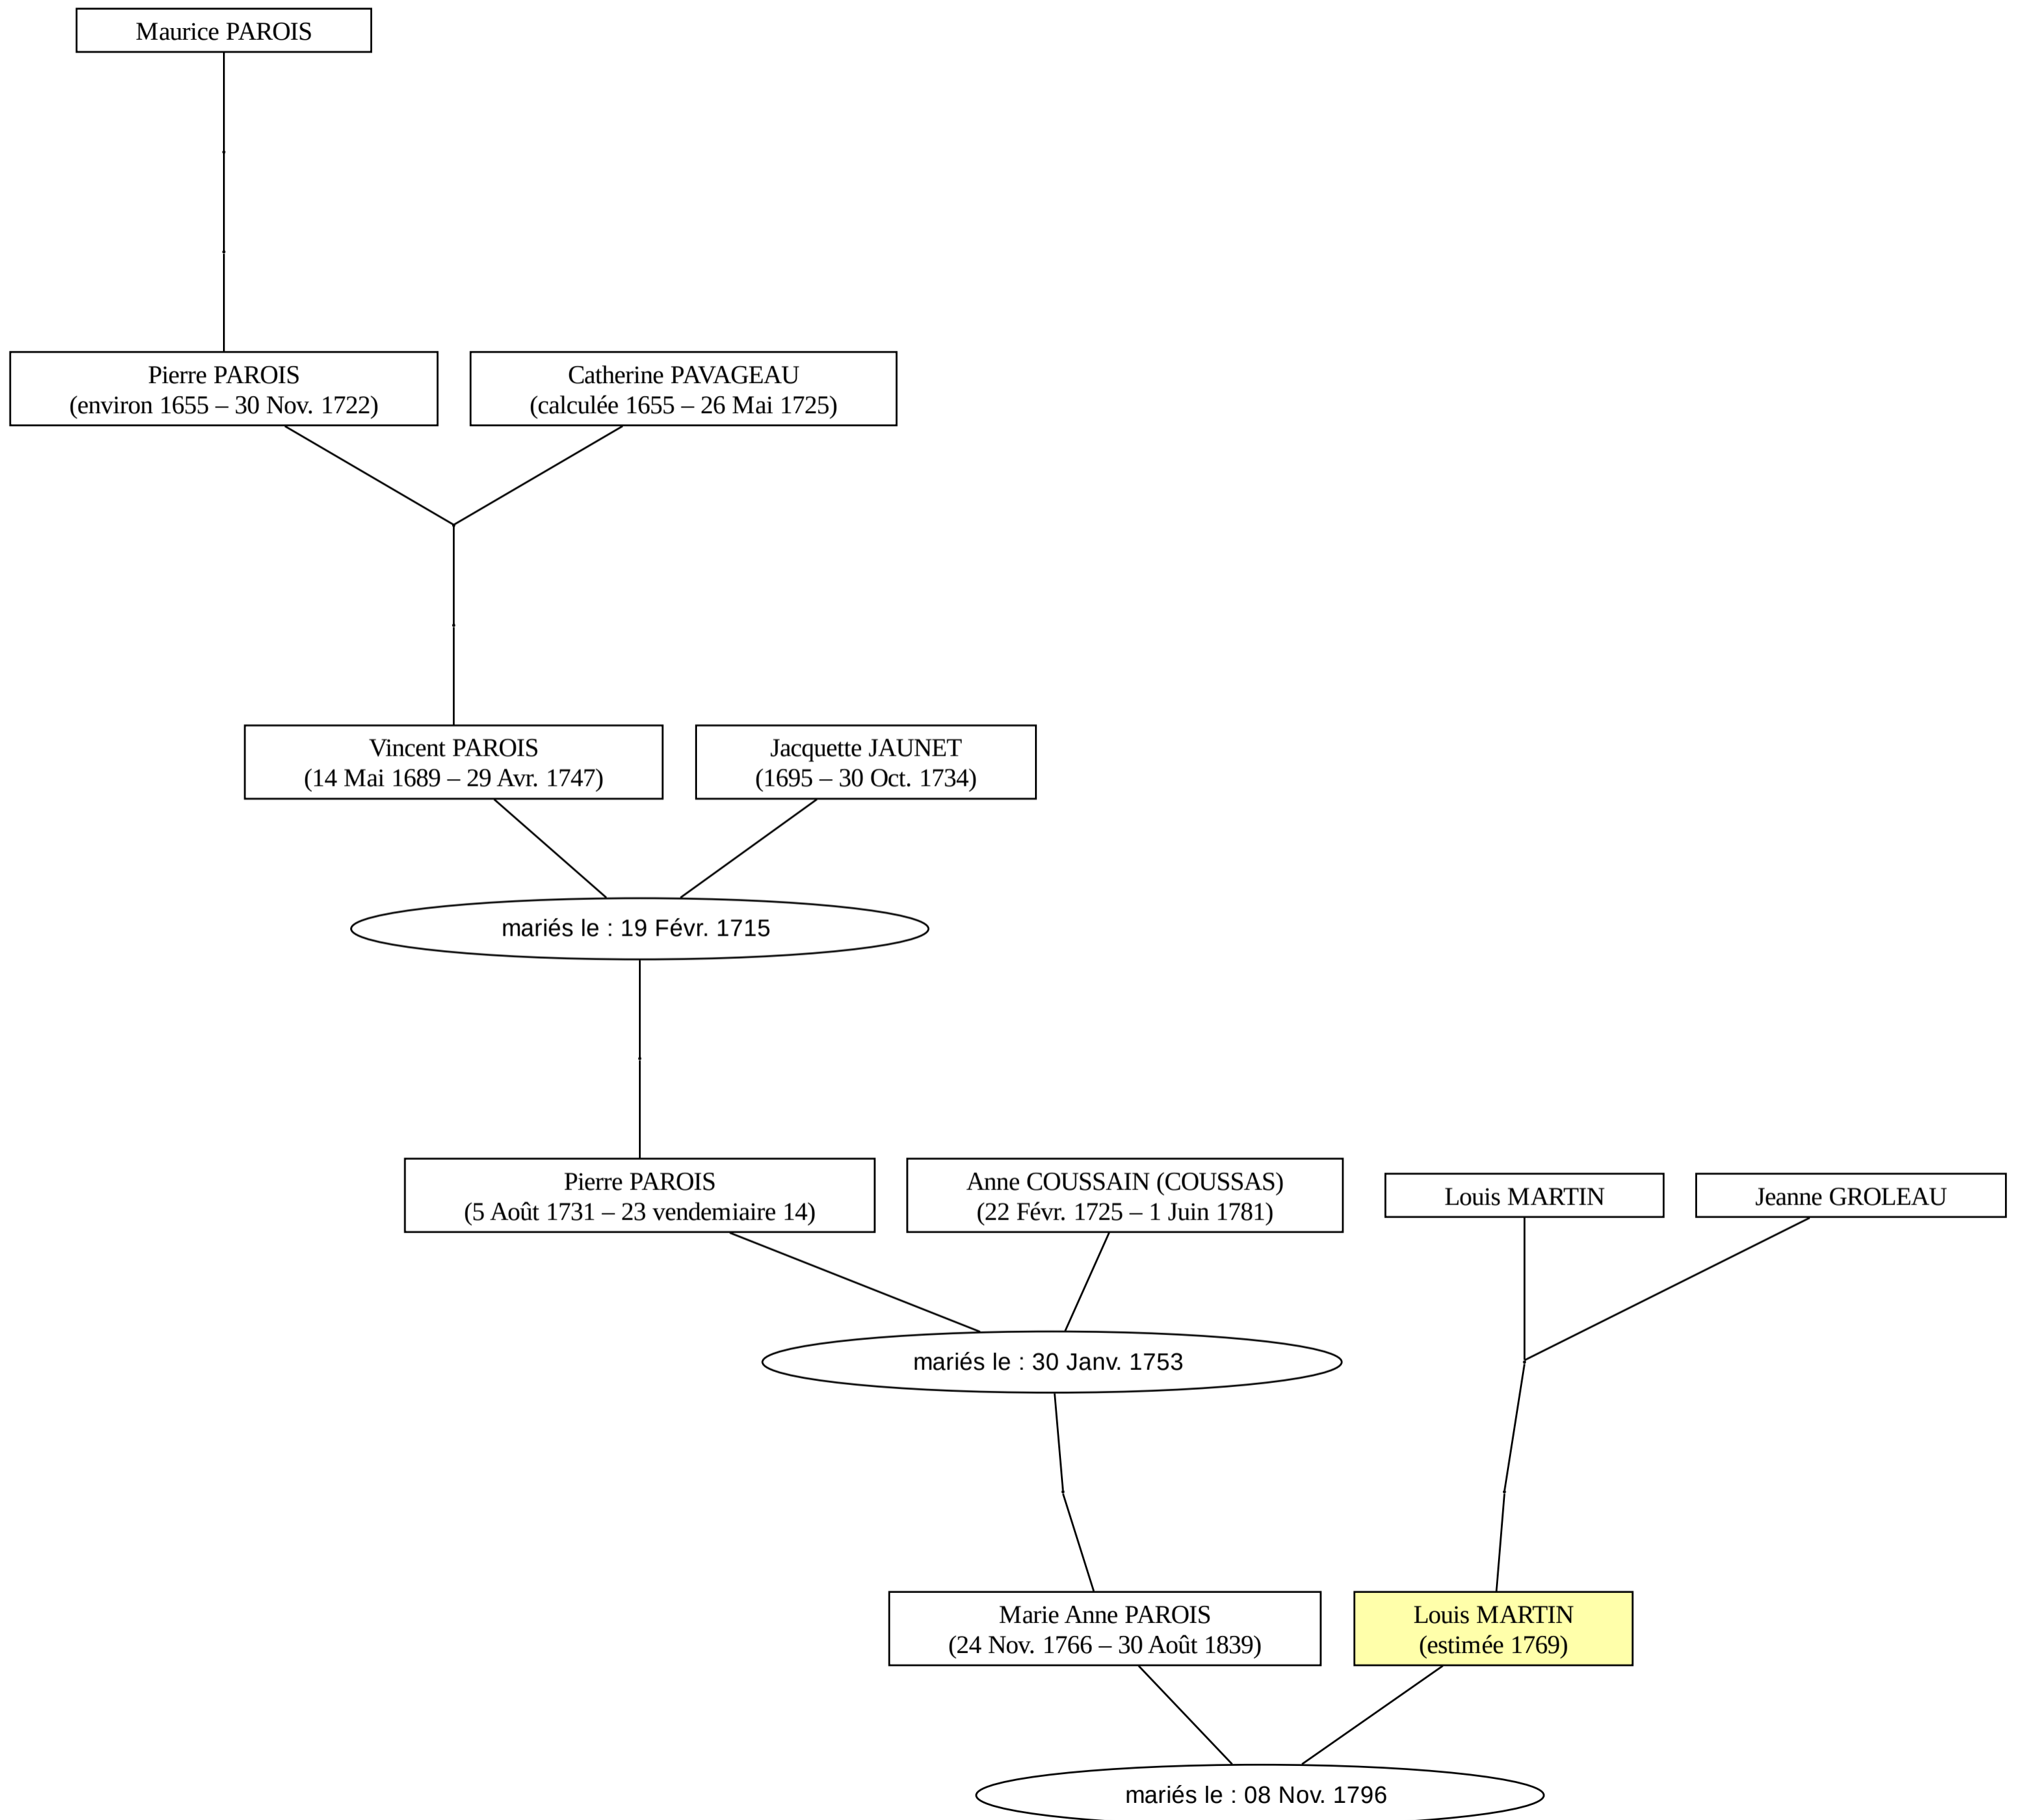 Maurice PAROIS
Pierre PAROIS
(environ 1655 – 30 Nov. 1722)
Catherine PAVAGEAU
(calculée 1655 – 26 Mai 1725)
Vincent PAROIS
(14 Mai 1689 – 29 Avr. 1747)
Jacquette JAUNET
(1695 – 30 Oct. 1734)
mariés le : 19 Févr. 1715
Pierre PAROIS
(5 Août 1731 – 23 vendemiaire 14)
Anne COUSSAIN (COUSSAS)
(22 Févr. 1725 – 1 Juin 1781)
Louis MARTIN
Jeanne GROLEAU
mariés le : 30 Janv. 1753
Marie Anne PAROIS
(24 Nov. 1766 – 30 Août 1839)
Louis MARTIN
(estimée 1769)
mariés le : 08 Nov. 1796